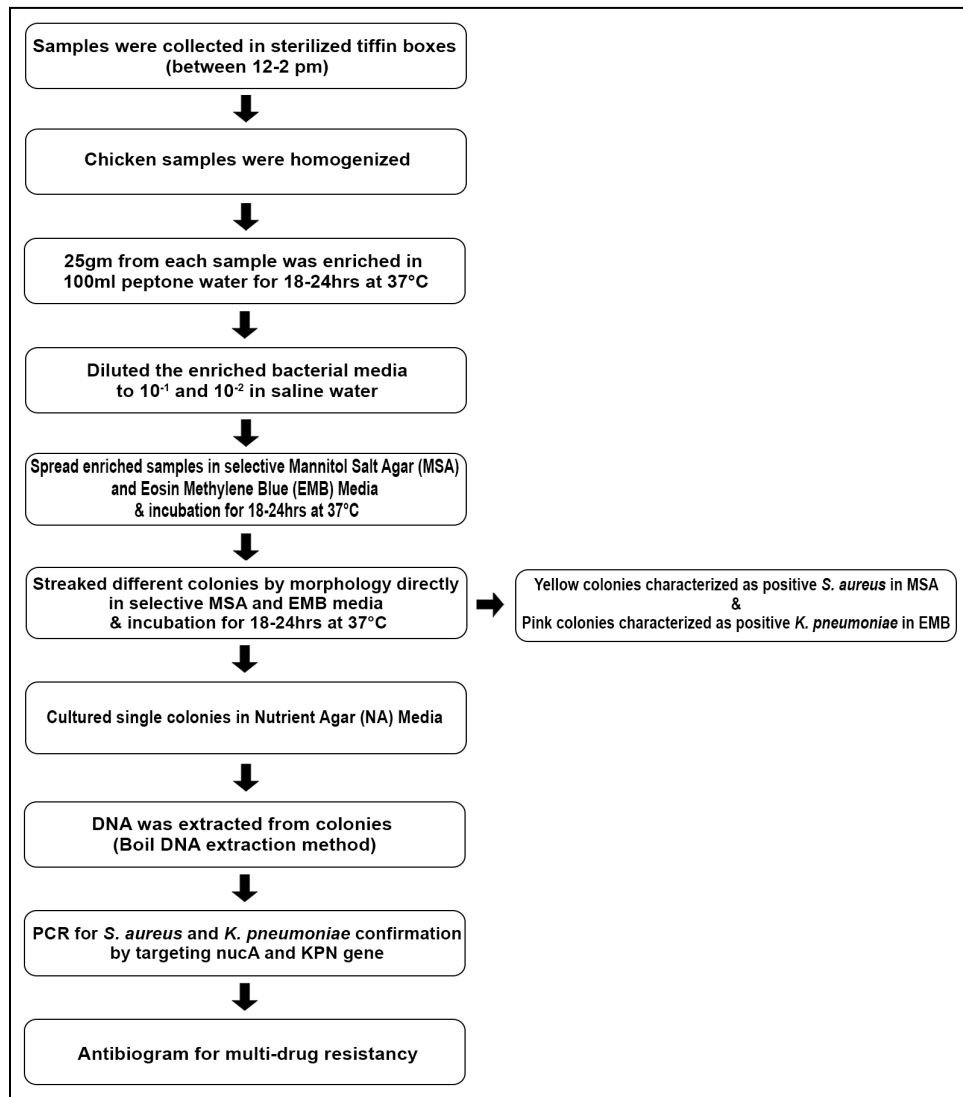 Samples were collected in sterilized tiffin boxes
(between 12-2 pm)
Chicken samples were homogenized
25gm from each sample was enriched in
100ml peptone water for 18-24hrs at 37°C
Diluted the enriched bacterial media
to 10⁻¹ and 10⁻² in saline water
Spread enriched samples in selective Mannitol Salt Agar (MSA)
and Eosin Methylene Blue (EMB) Media
& incubation for 18-24hrs at 37°C
Streaked different colonies by morphology directly
in selective MSA and EMB media
& incubation for 18-24hrs at 37°C
Yellow colonies characterized as positive S. aureus in MSA
&
Pink colonies characterized as positive K. pneumoniae in EMB
Cultured single colonies in Nutrient Agar (NA) Media
DNA was extracted from colonies
(Boil DNA extraction method)
PCR for S. aureus and K. pneumoniae confirmation
by targeting nucA and KPN gene
Antibiogram for multi-drug resistancy